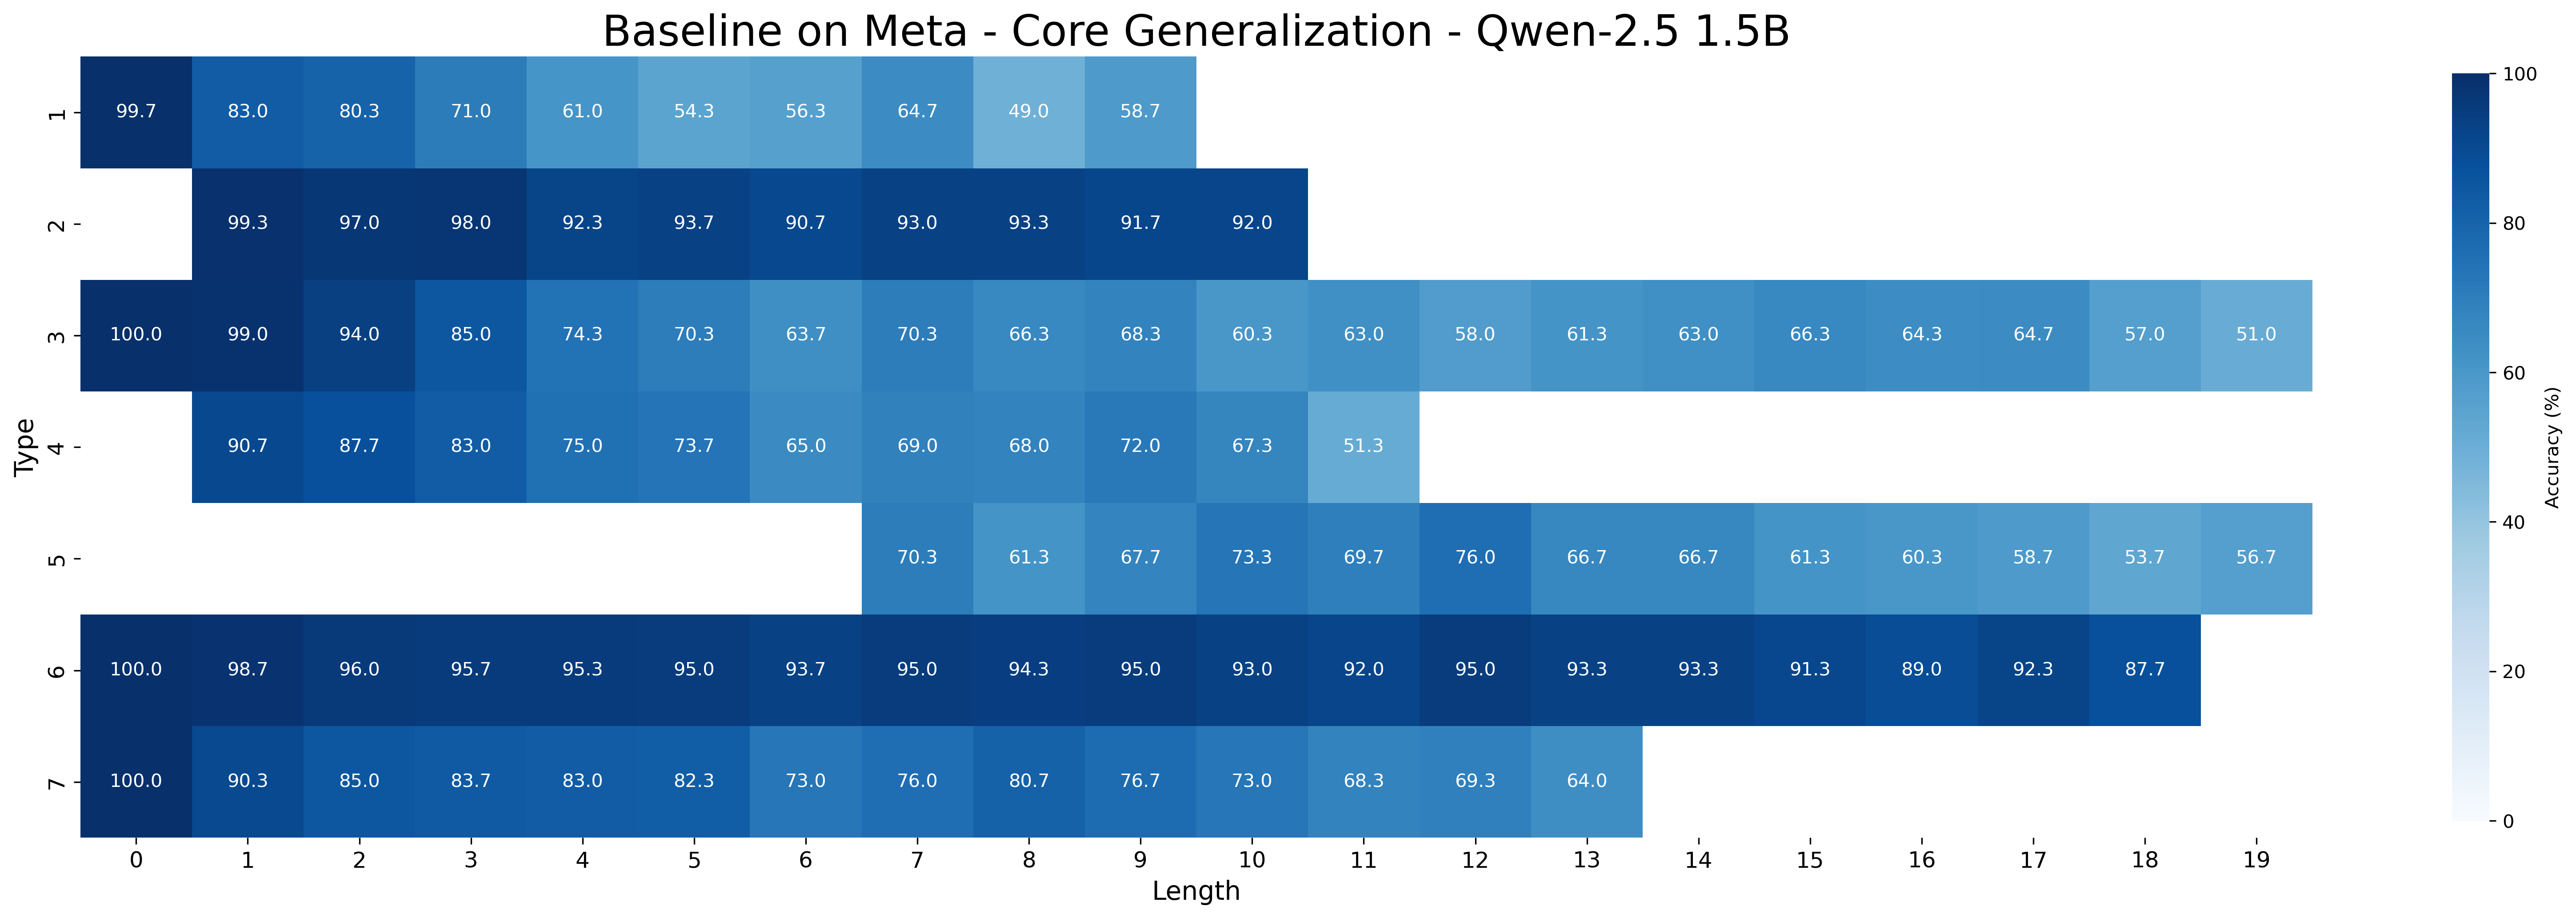 Baseline on Meta - Core Generalization - Qwen-2.5 1.5B
Type
1 99.7 83.0 80.3 71.0 61.0 54.3 56.3 64.7 49.0 58.7
2 99.3 97.0 98.0 92.3 93.7 90.7 93.0 93.3 91.7 92.0
3 100.0 99.0 94.0 85.0 74.3 70.3 63.7 70.3 66.3 68.3 60.3 63.0 58.0 61.3 63.0 66.3 64.3 64.7 57.0 51.0
4 90.7 87.7 83.0 75.0 73.7 65.0 69.0 68.0 72.0 67.3 51.3
5 70.3 61.3 67.7 73.3 69.7 76.0 66.7 66.7 61.3 60.3 58.7 53.7 56.7
6 100.0 98.7 96.0 95.7 95.3 95.0 93.7 95.0 94.3 95.0 93.0 92.0 95.0 93.3 93.3 91.3 89.0 92.3 87.7
7 100.0 90.3 85.0 83.7 83.0 82.3 73.0 76.0 80.7 76.7 73.0 68.3 69.3 64.0
0 1 2 3 4 5 6 7 8 9 10 11 12 13 14 15 16 17 18 19
Length
100
80
60
40
20
0
Accuracy (%)